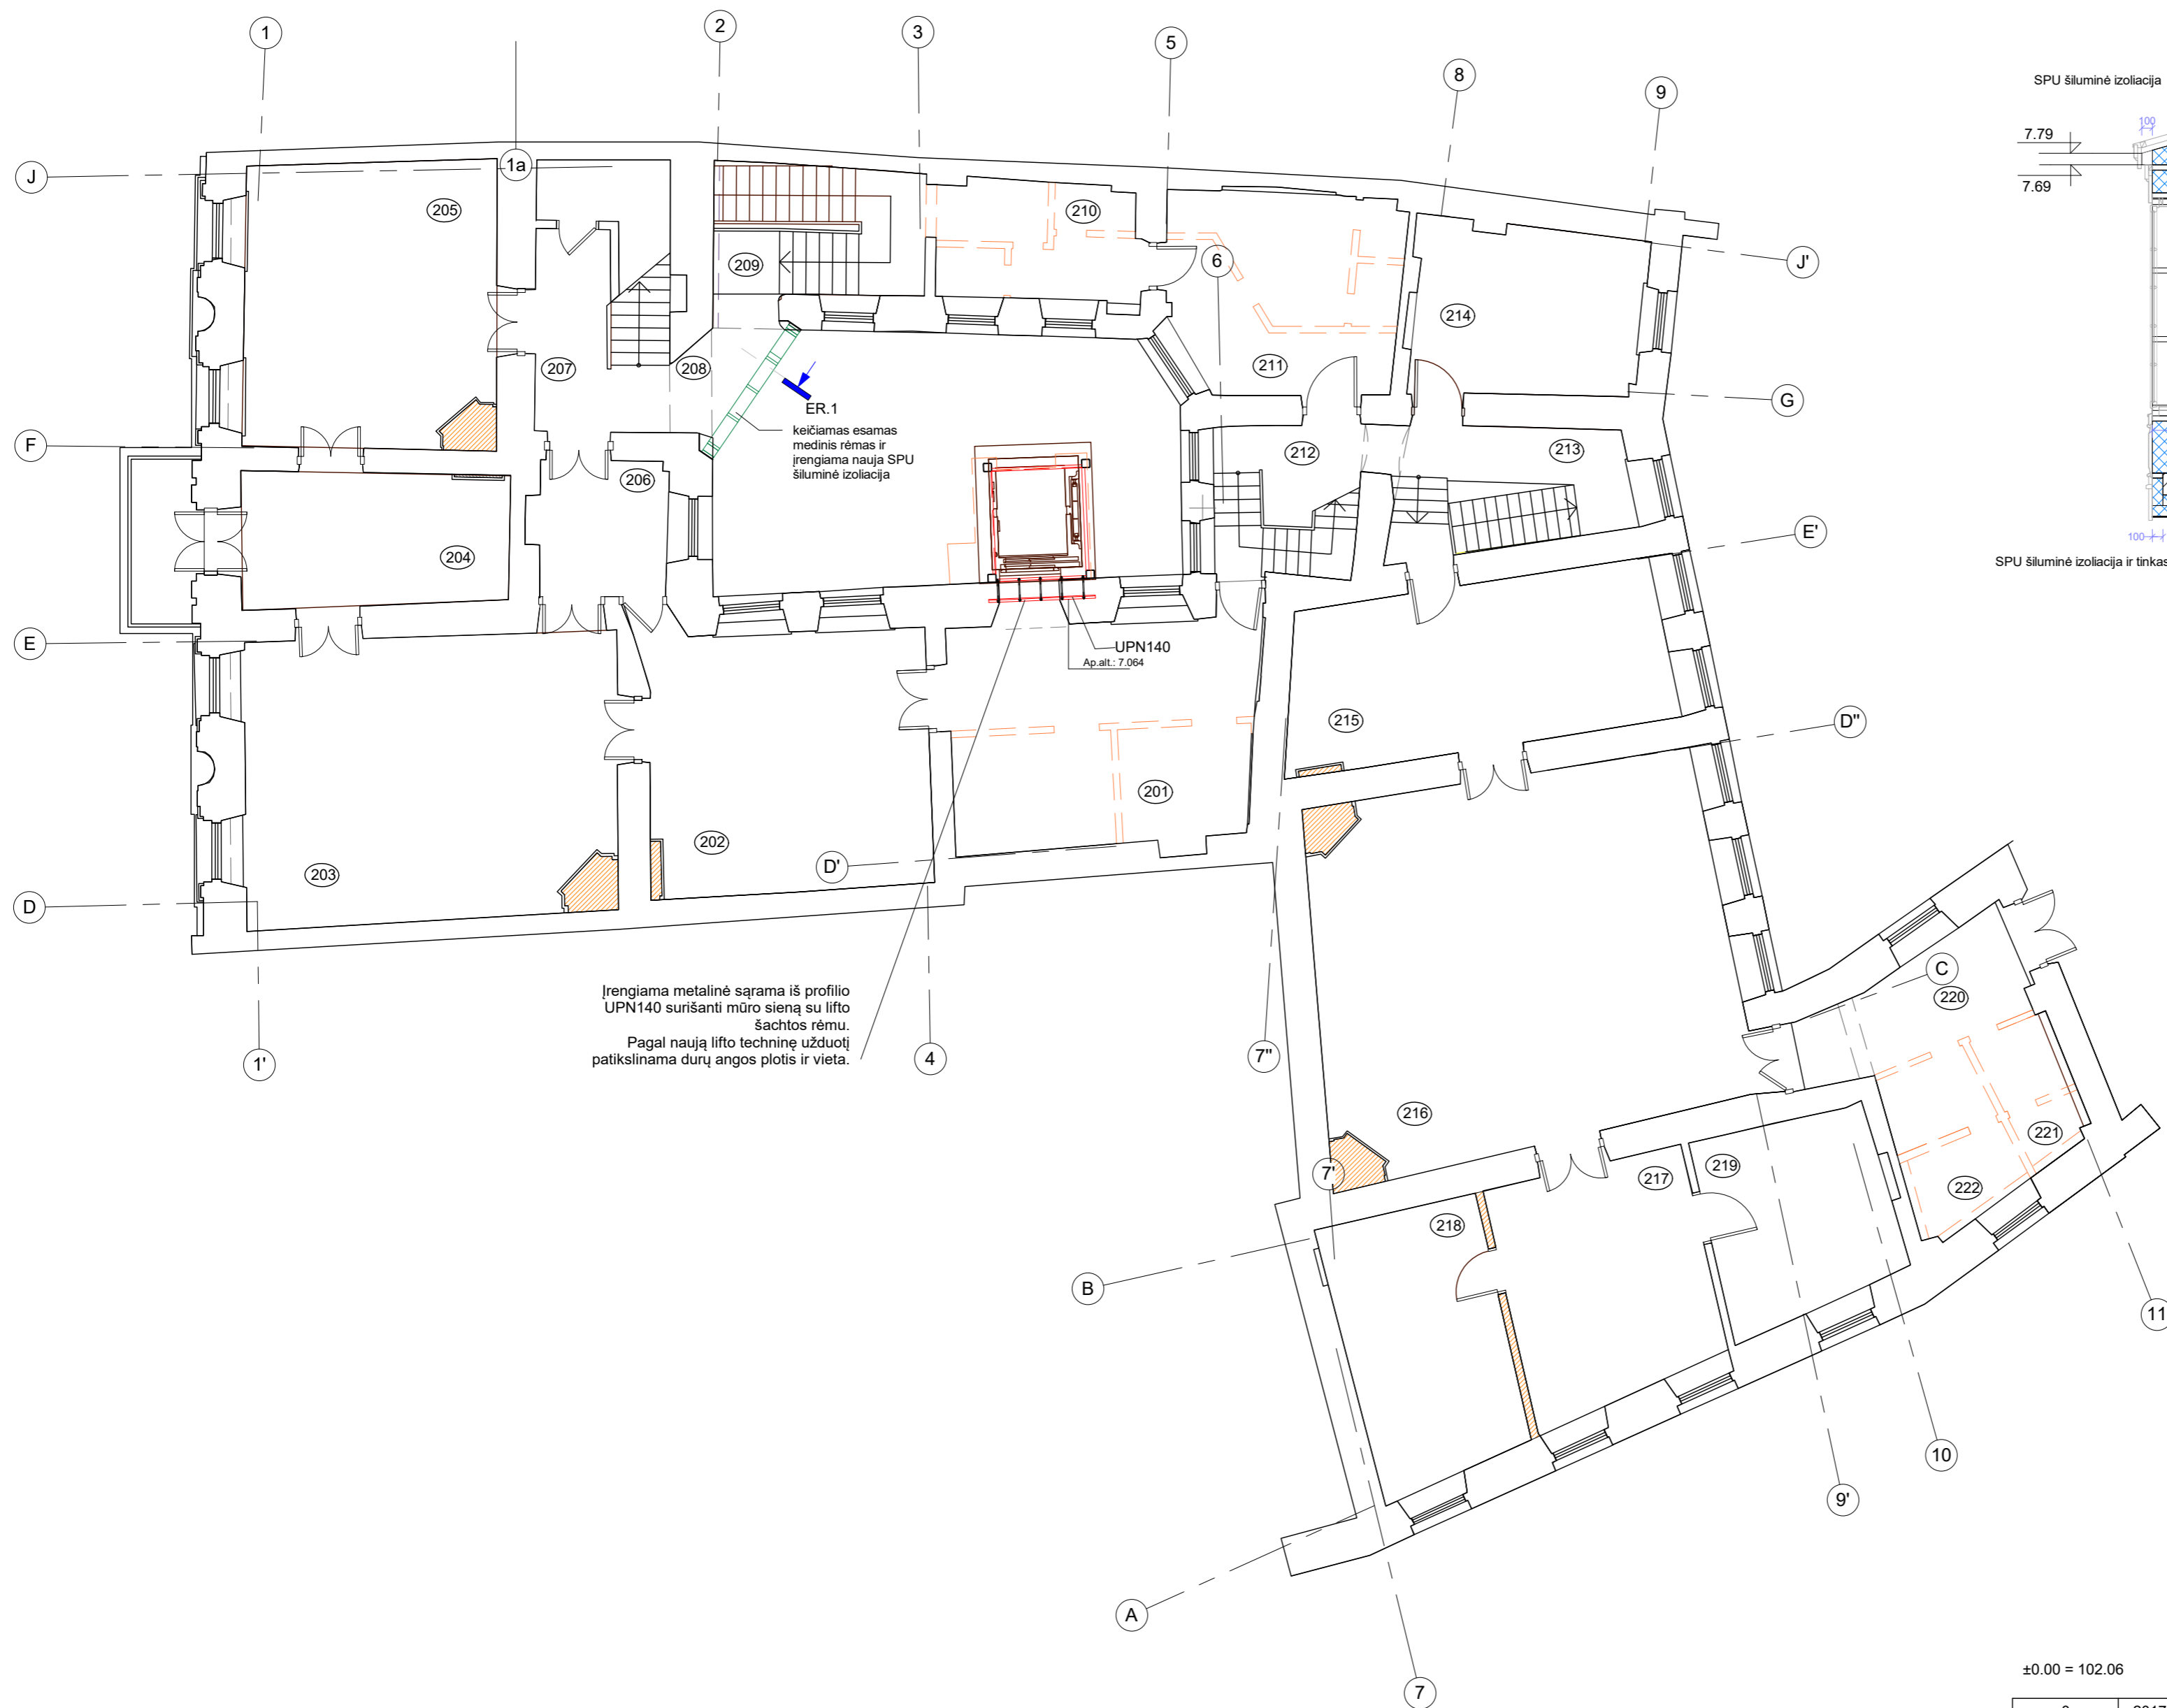 1
2
3
5
8
9
SPU šiluminė izoliacija
100
7.79
7.69
J
1a
205
210
209
6
J'
214
207
208
211
ER.1
G
keičiamas esamas
medinis rėmas ir
įrengiama nauja SPU
šiluminė izoliacija
F
206
212
213
204
E'
100
SPU šiluminė izoliacija ir tinkas
E
UPN140
Ap.alt.: 7.064
215
D''
201
202
D'
203
D
C
220
Įrengiama metalinė sąrama iš profilio
UPN140 surišanti mūro sieną su lifto
šachtos rėmu.
Pagal naują lifto techninę užduotį
patikslinama durų angos plotis ir vieta.
1'
4
7''
216
221
7'
217
219
222
218
B
11
10
9'
A
7
±0.00 = 102.06